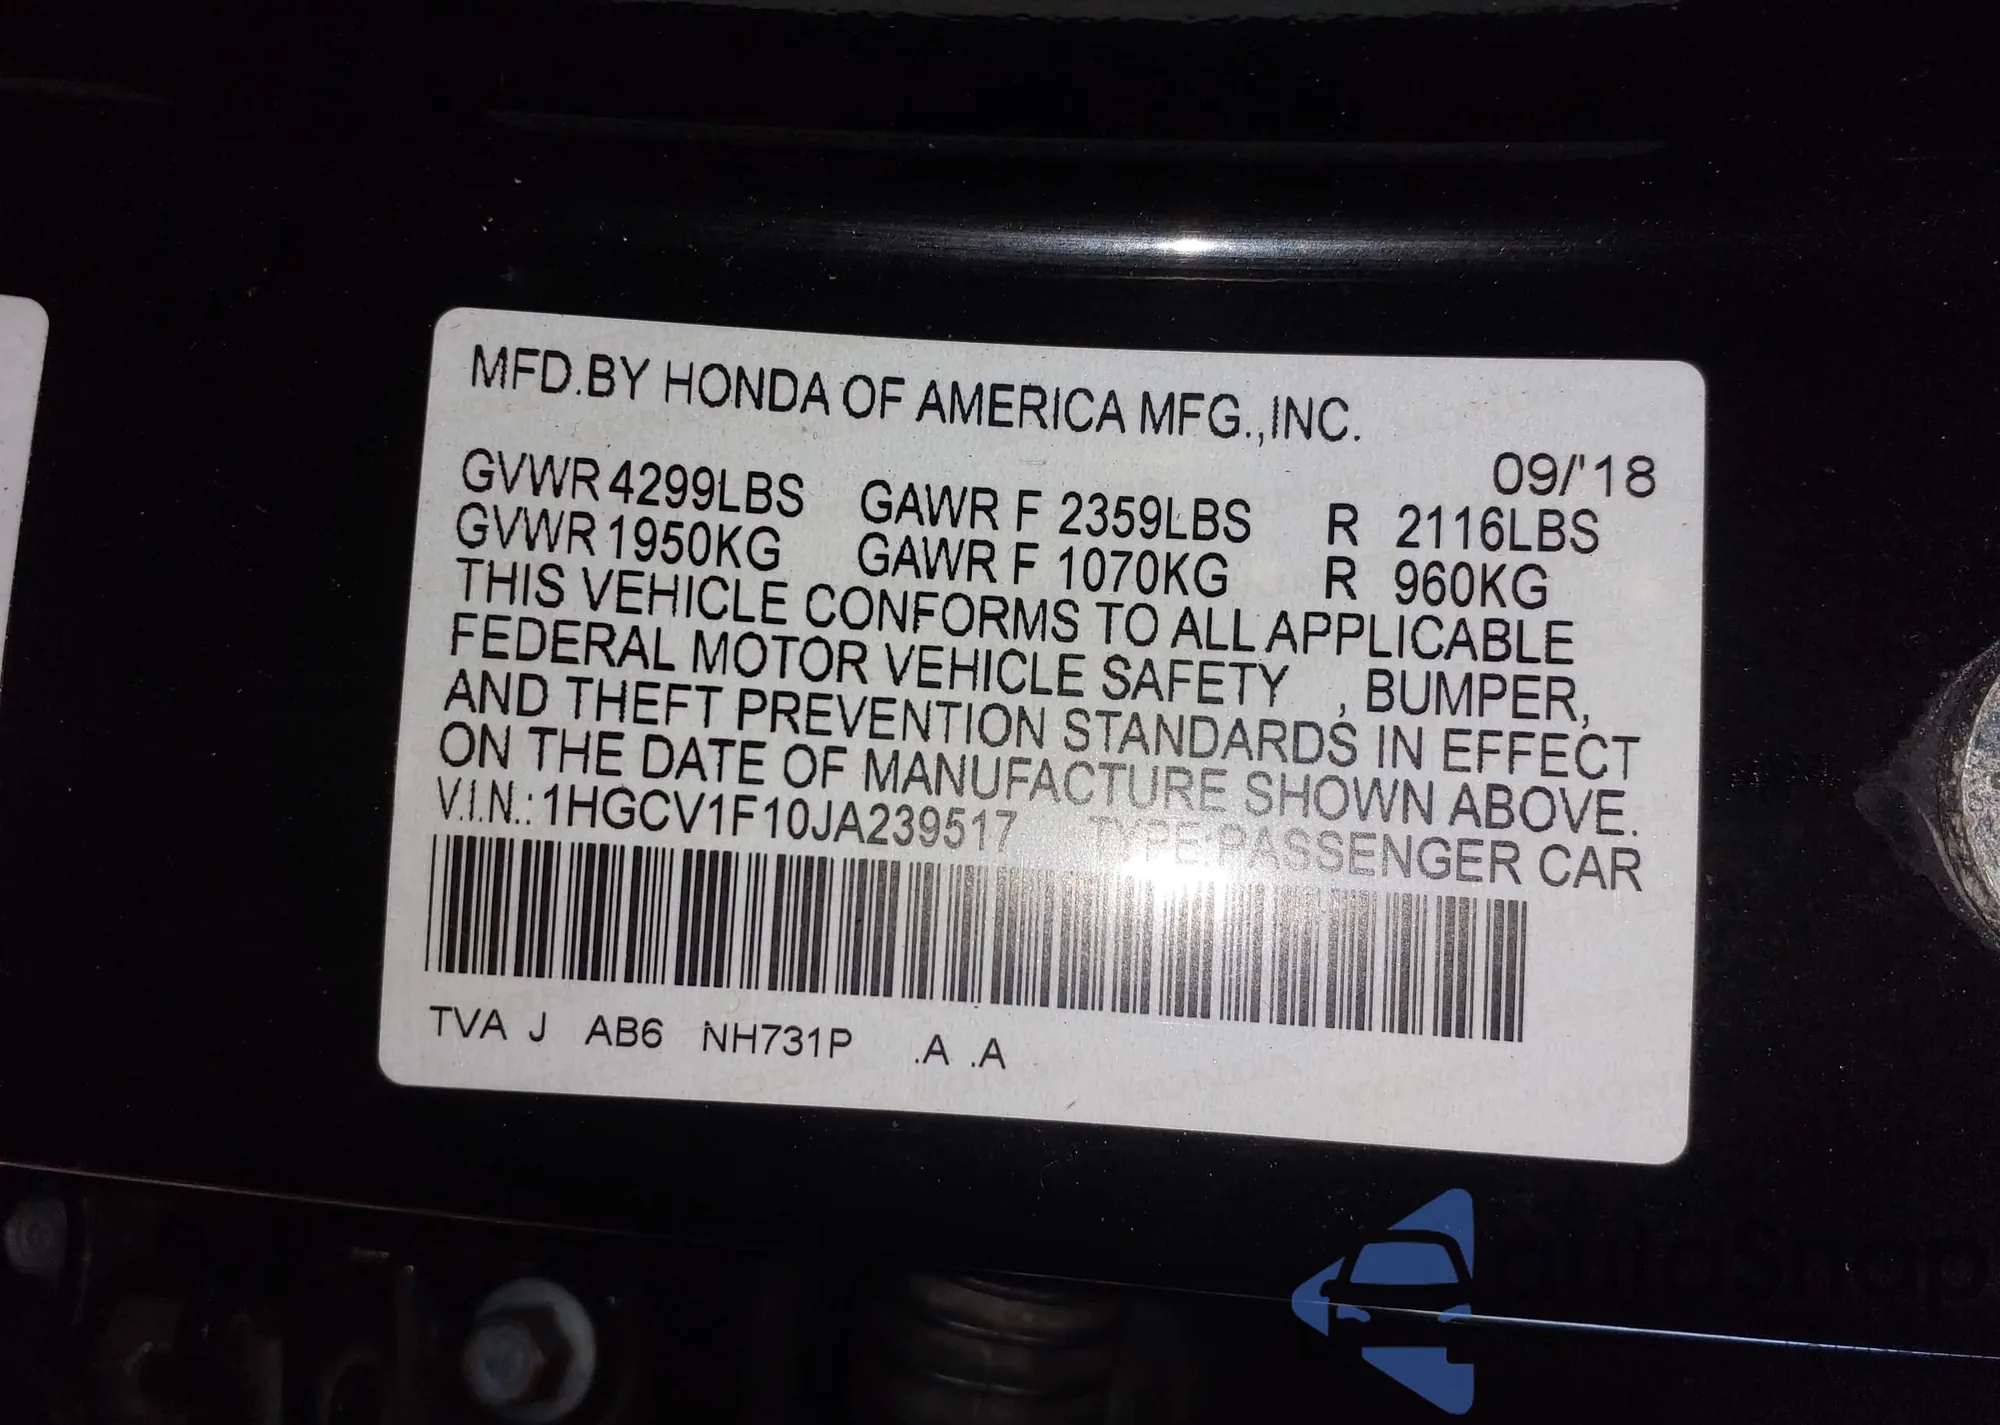 MFD.BY HONDA OF AMERICA MFG.,INC.
09/'18
GVWR 4299LBS GAWR F 2359LBS R 2116LBS
GVWR 1950KG GAWR F 1070KG R 960KG
THIS VEHICLE CONFORMS TO ALL APPLICABLE
FEDERAL MOTOR VEHICLE SAFETY , BUMPER,
AND THEFT PREVENTION STANDARDS IN EFFECT
ON THE DATE OF MANUFACTURE SHOWN ABOVE.
V.I.N.: 1HGCV1F10JA239517 TYPE:PASSENGER CAR
TVA J AB6 NH731P .A .A